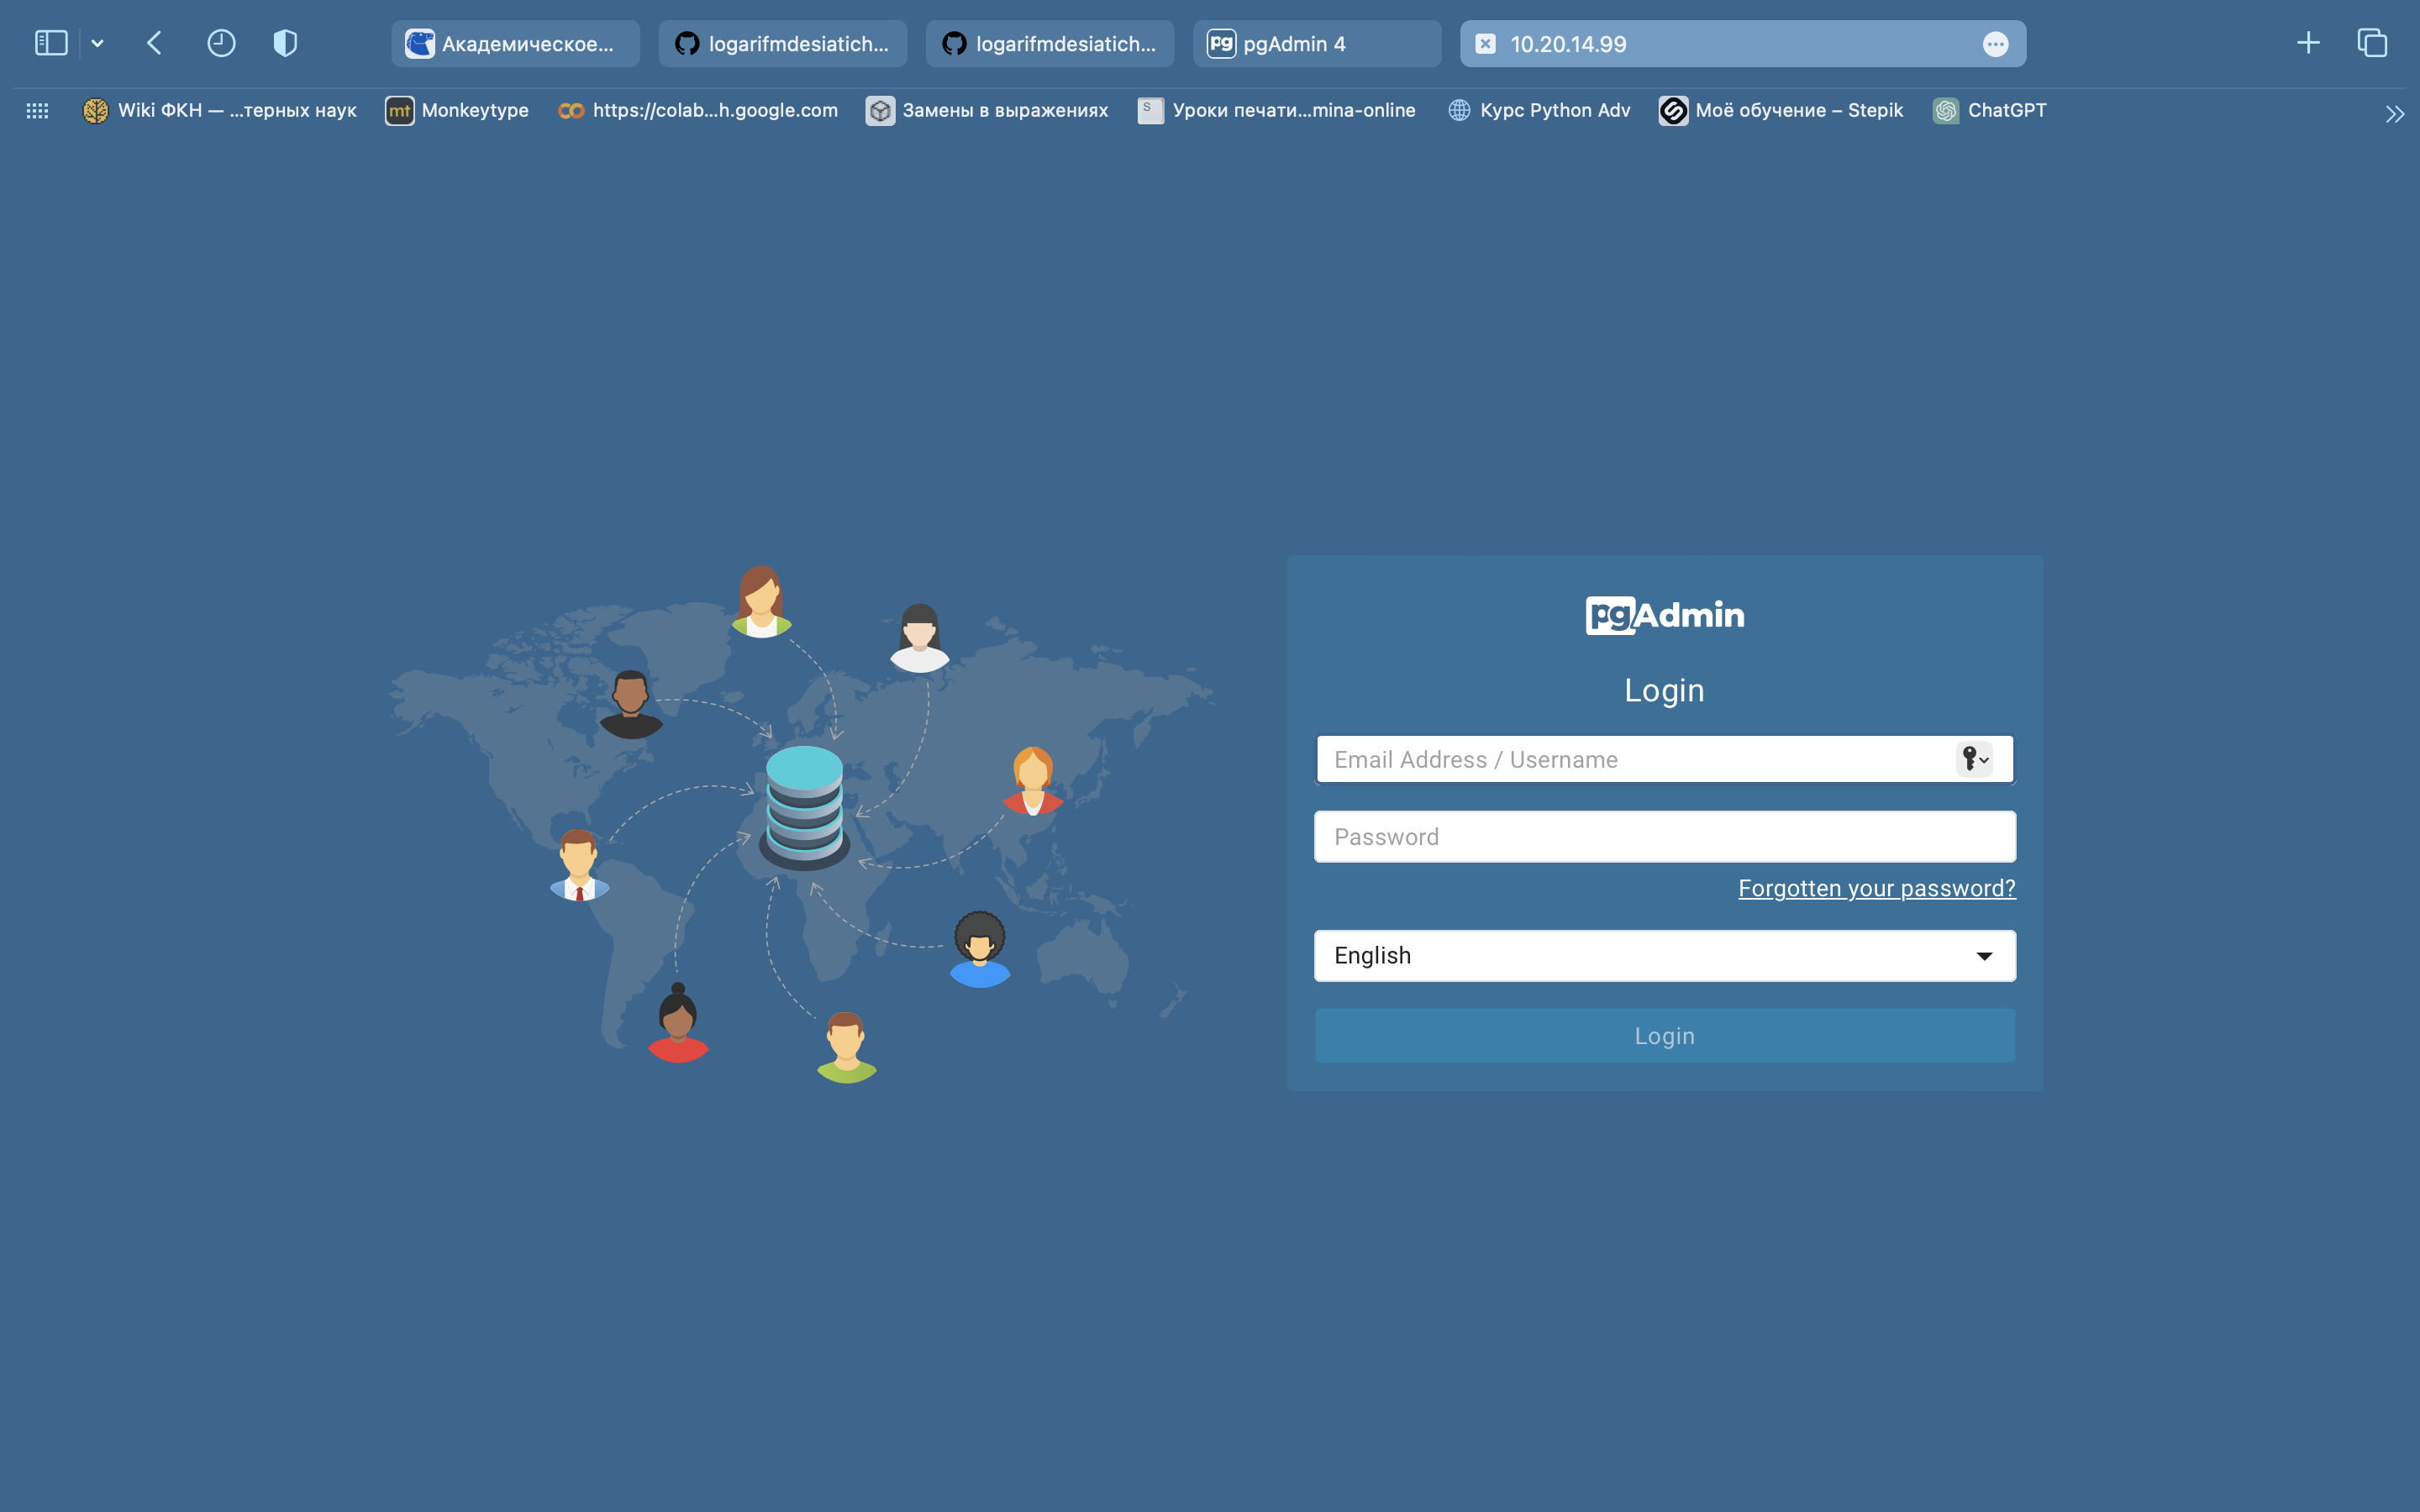 Академическое...
logarifmdesiatich...
logarifmdesiatich...
pg pgAdmin 4
10.20.14.99
Wiki ФКН — ...терных наук
mt Monkeytype
https://colab...h.google.com
Замены в выражениях
S Уроки печати...mina-online
Курс Python Adv
Моё обучение – Stepik
ChatGPT
pgAdmin
Login
Email Address / Username
Password
Forgotten your password?
English
Login